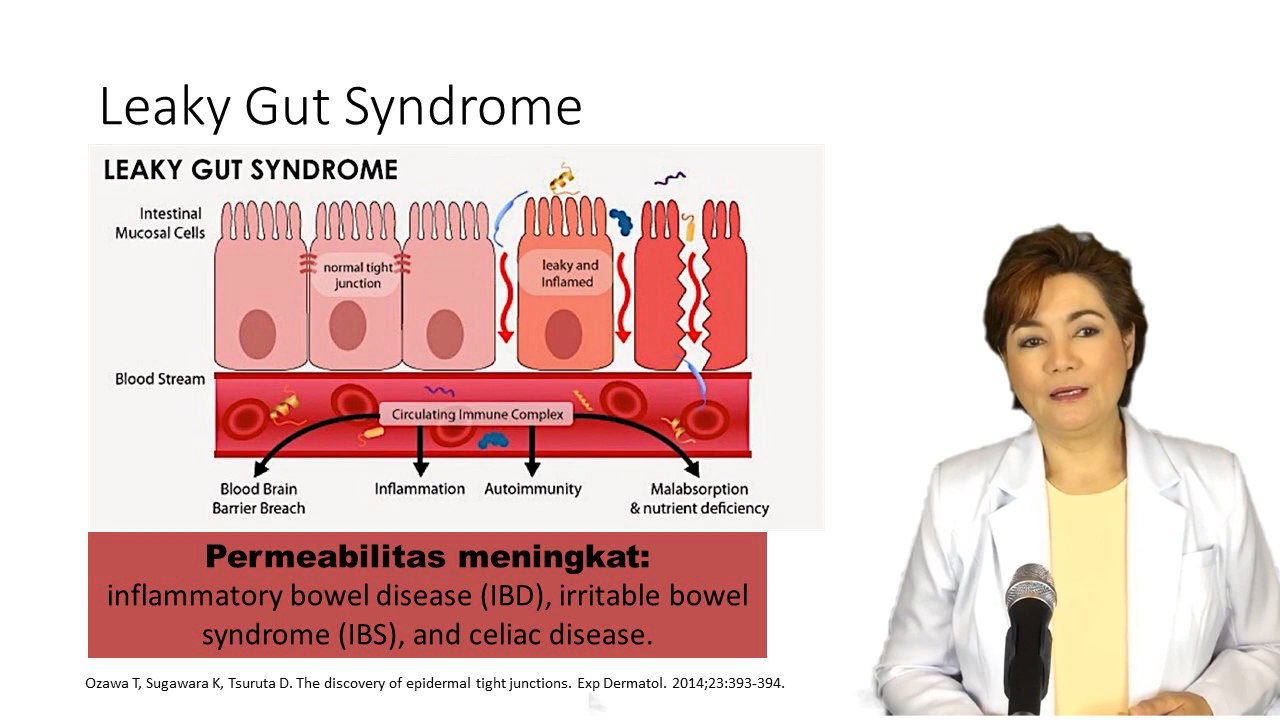 Leaky Gut Syndrome
LEAKY GUT SYNDROME
Intestinal
Mucosal Cells
normal tight
junction
leaky and
Inflamed
Blood Stream
Circulating Immune Complex
Blood Brain
Barrier Breach
Inflammation
Autoimmunity
Malabsorption
& nutrient deficiency
Permeabilitas meningkat:
inflammatory bowel disease (IBD), irritable bowel
syndrome (IBS), and celiac disease.
Ozawa T, Sugawara K, Tsuruta D. The discovery of epidermal tight junctions. Exp Dermatol. 2014;23:393-394.